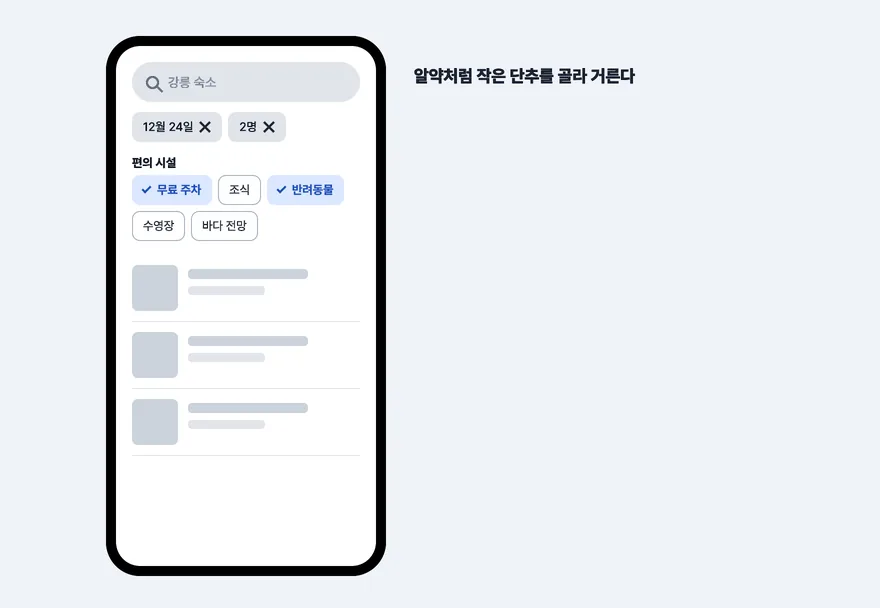 강릉 숙소
알약처럼 작은 단추를 골라 거른다
12월 24일 2명
편의 시설
무료 주차 조식 반려동물
수영장 바다 전망